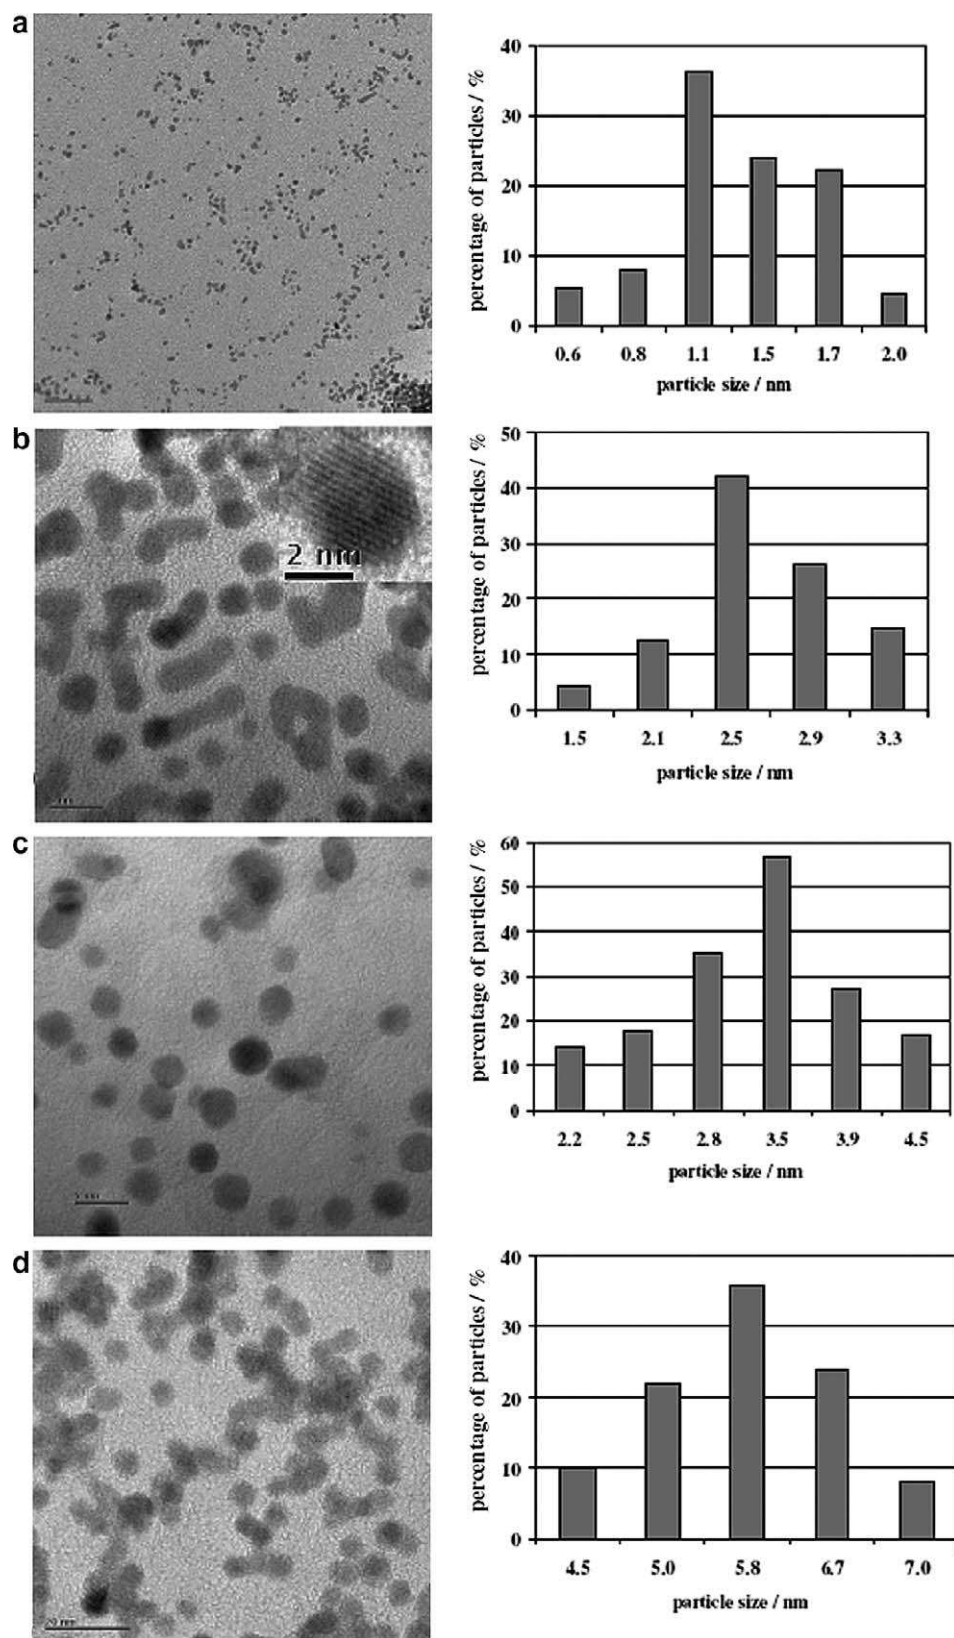 a
percentage of particles / %
40
30
20
10
0
0.6 0.8 1.1 1.5 1.7 2.0
particle size / nm
b
2 nm
percentage of particles / %
50
40
30
20
10
0
1.5 2.1 2.5 2.9 3.3
particle size / nm
c
5 nm
percentage of particles / %
60
50
40
30
20
10
0
2.2 2.5 2.8 3.5 3.9 4.5
particle size / nm
d
20 nm
percentage of particles / %
40
30
20
10
0
4.5 5.0 5.8 6.7 7.0
particle size / nm